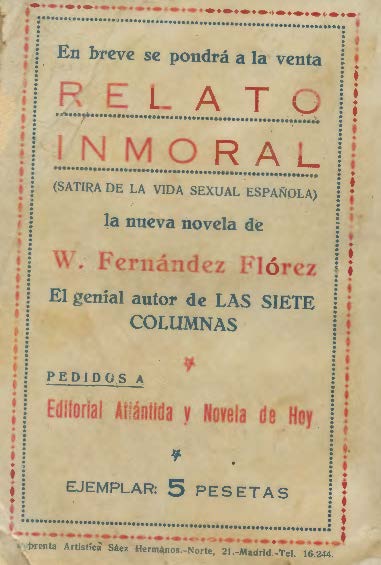 En breve se pondrá a la venta
RELATO
INMORAL
(SATIRA DE LA VIDA SEXUAL ESPAÑOLA)
la nueva novela de
W. Fernández Flórez
El genial autor de LAS SIETE
COLUMNAS
PEDIDOS A
Editorial Atlántida y Novela de Hoy
EJEMPLAR: 5 PESETAS
Artística Sáez Hermanos.-Norte, 21.-Madrid.-Tel. 16.244.